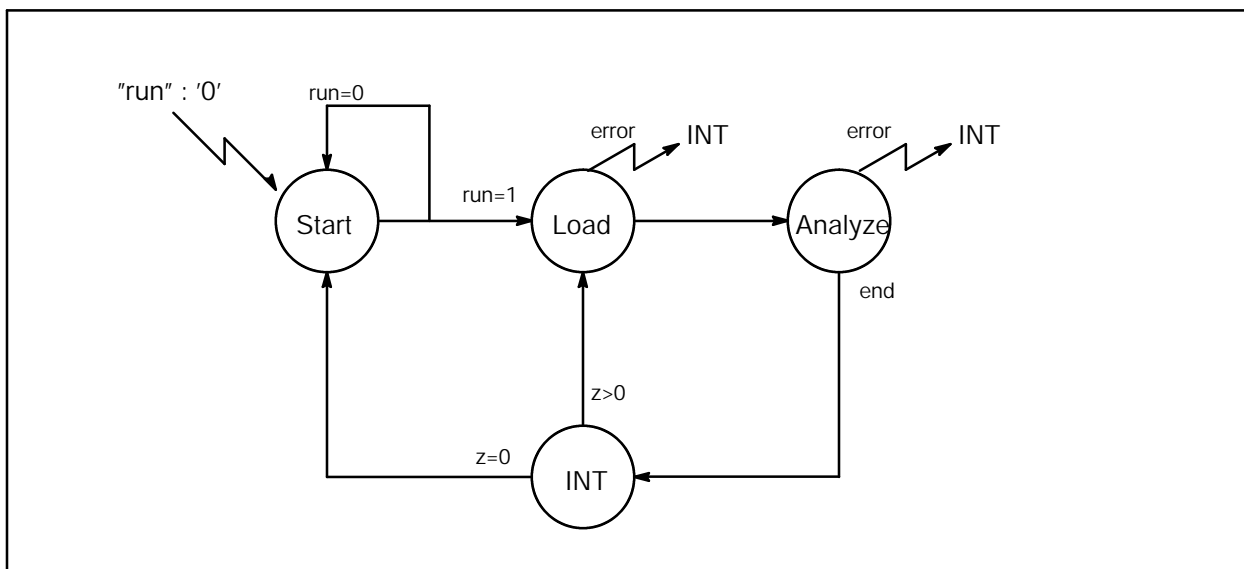 "run" : '0'
run=0
error
INT
error
INT
run=1
Start
Load
Analyze
end
z>0
z=0
INT